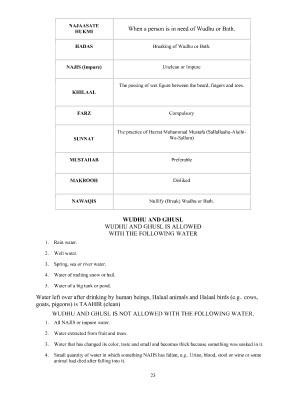 NAJAASATE When a person is in need of Wudhu or Bath.
HUKMI
HADAS Breaking of Wudhu or Bath.
NAJIS (Impure) Unclean or Impure
KHILAAL The passing of wet figure between the beard, fingers and toes.
FARZ Compulsory
SUNNAT The practice of Hazrat Muhammad Mustafa (Sallallaahu-Alaihi-
Wa-Sallam)
MUSTAHAB Preferable
MAKROOH Disliked
NAWAQIS Nullify (Break) Wudhu or Bath.
WUDHU AND GHUSL
WUDHU AND GHUSL IS ALLOWED
WITH THE FOLLOWING WATER
1. Rain water.
2. Well water.
3. Spring, sea or river water.
4. Water of melting snow or hail.
5. Water of a big tank or pond.
Water left over after drinking by human beings, Halaal animals and Halaal birds (e.g.. cows,
goats, pigeons) is TAAHIR (clean)
WUDHU AND GHUSL IS NOT ALLOWED WITH THE FOLLOWING WATER.
1. All NAJIS or impure water.
2. Water extracted from fruit and trees.
3. Water that has changed its color, taste and smell and becomes thick because something was soaked in it.
4. Small quantity of water in which something NAJIS has fallen, e.g.. Urine, blood, stool or wine or some
animal had died after falling into it.
23